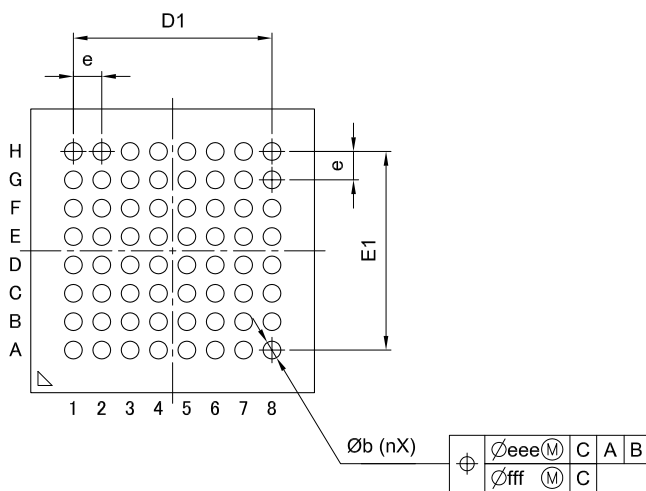 D1
e
H
G
F
E
D
C
B
A
e
E1
1 2 3 4 5 6 7 8
Øb (nX)
⌖ Øeee Ⓜ C A B
Øfff Ⓜ C